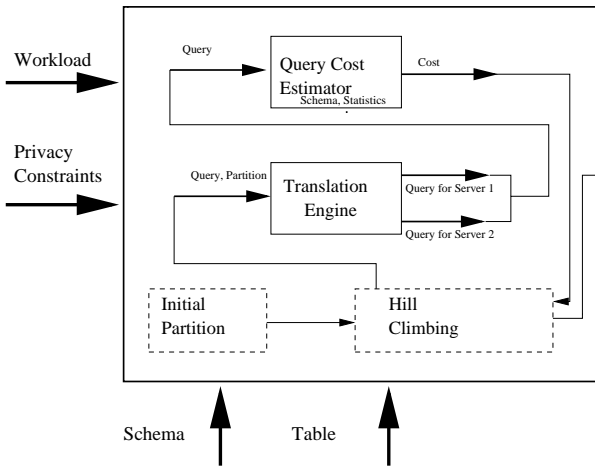 Workload
Query
Query Cost
Estimator
Schema, Statistics
Cost
Privacy
Constraints
Query, Partition
Translation
Engine
Query for Server 1
Query for Server 2
Initial
Partition
Hill
Climbing
Schema
Table